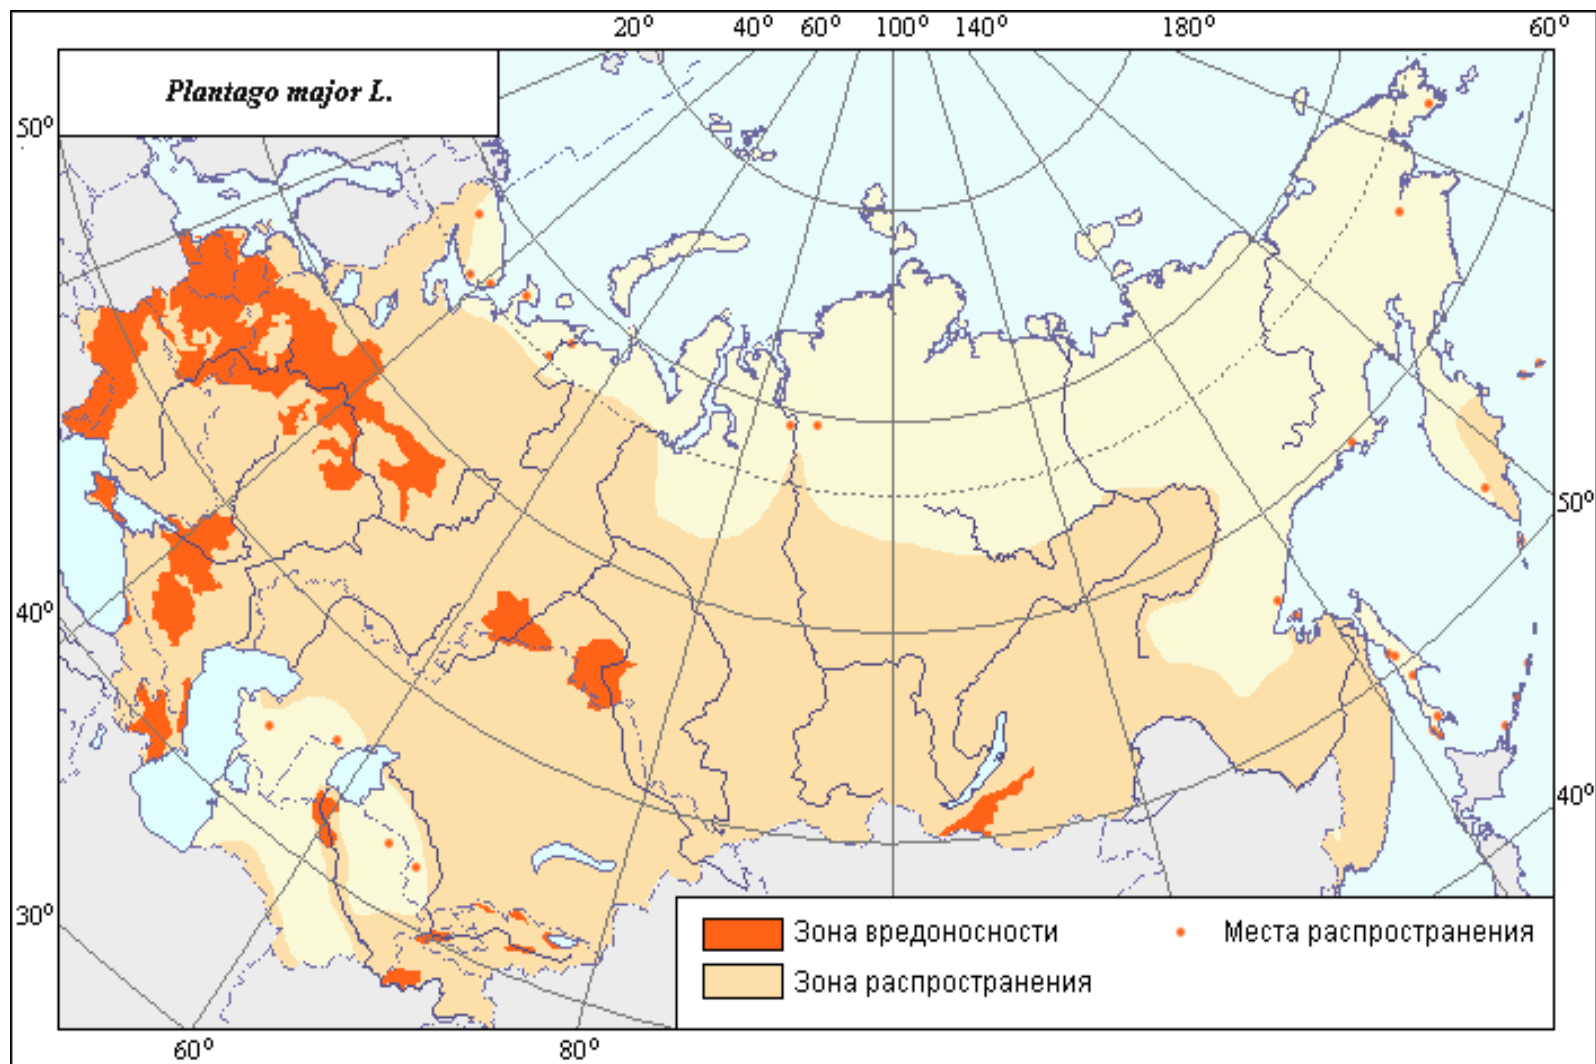 20° 40° 60° 100° 140° 180° 60°
Plantago major L.
50°
50°
40°
40°
30°
Зона вредоносности
Места распространения
Зона распространения
60° 80°